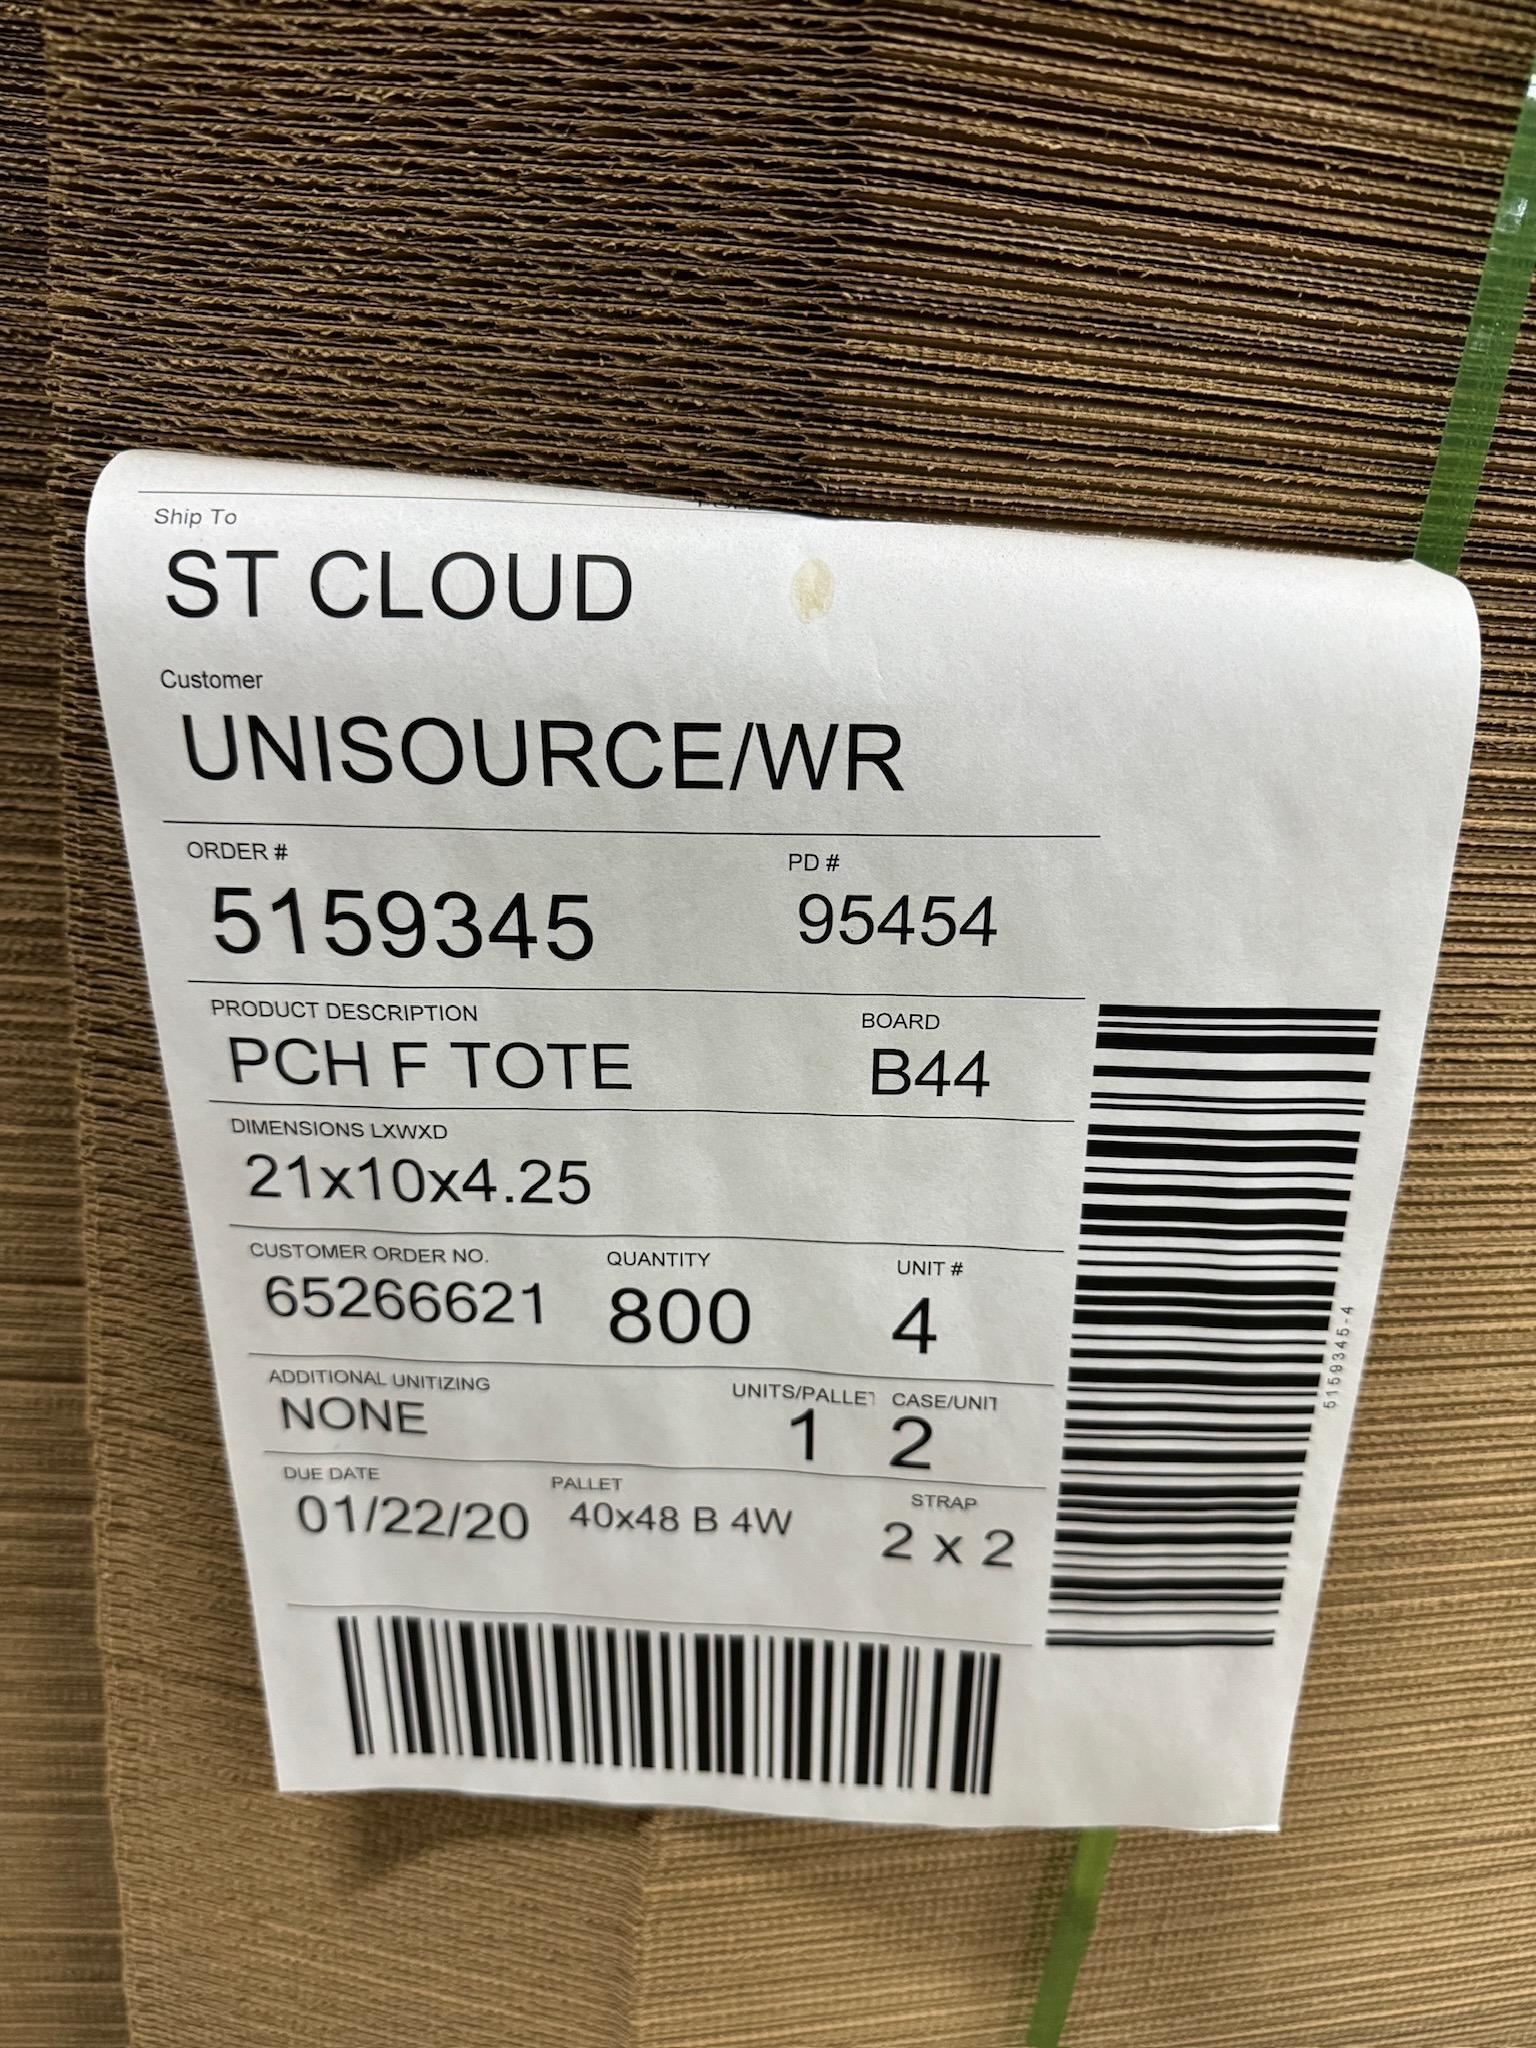 Ship To
ST CLOUD
Customer
UNISOURCE/WR
ORDER # PD #
5159345 95454
PRODUCT DESCRIPTION BOARD
PCH F TOTE B44
DIMENSIONS LXWXD
21x10x4.25
CUSTOMER ORDER NO. QUANTITY UNIT #
65266621 800 4
ADDITIONAL UNITIZING UNITS/PALLET CASE/UNIT
NONE 1 2
DUE DATE PALLET STRAP
01/22/20 40x48 B 4W 2 x 2
5159345-4